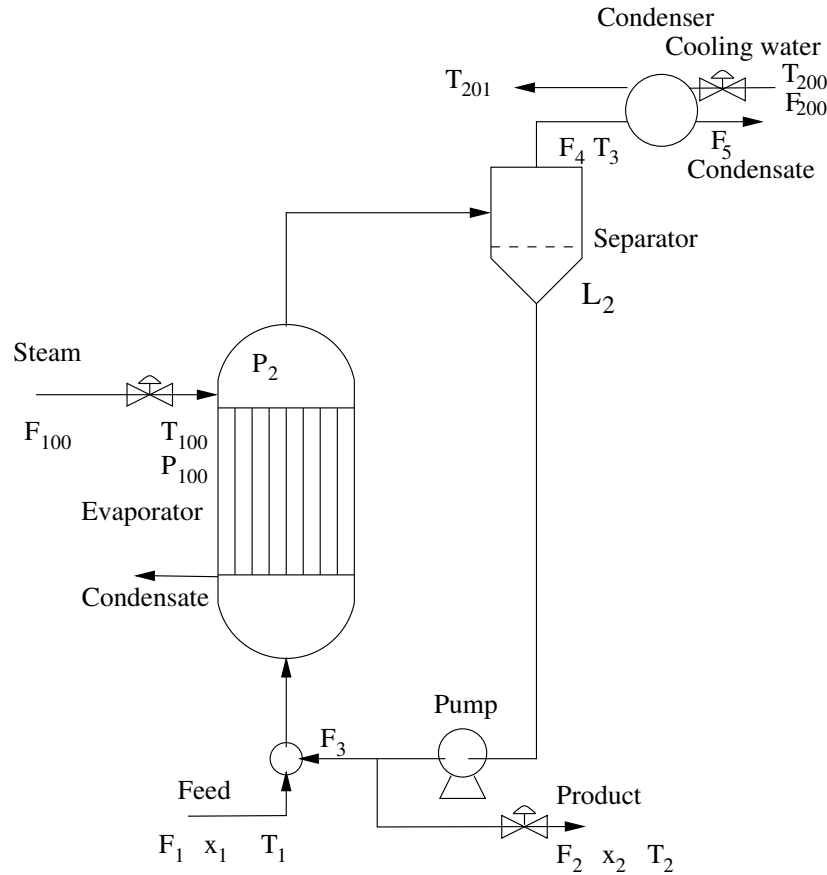 Condenser
Cooling water
T201
T200
F200
F4 T3
F5
Condensate
Separator
L2
Steam
P2
F100
T100
P100
Evaporator
Condensate
Pump
F3
Feed
Product
F1 x1 T1
F2 x2 T2